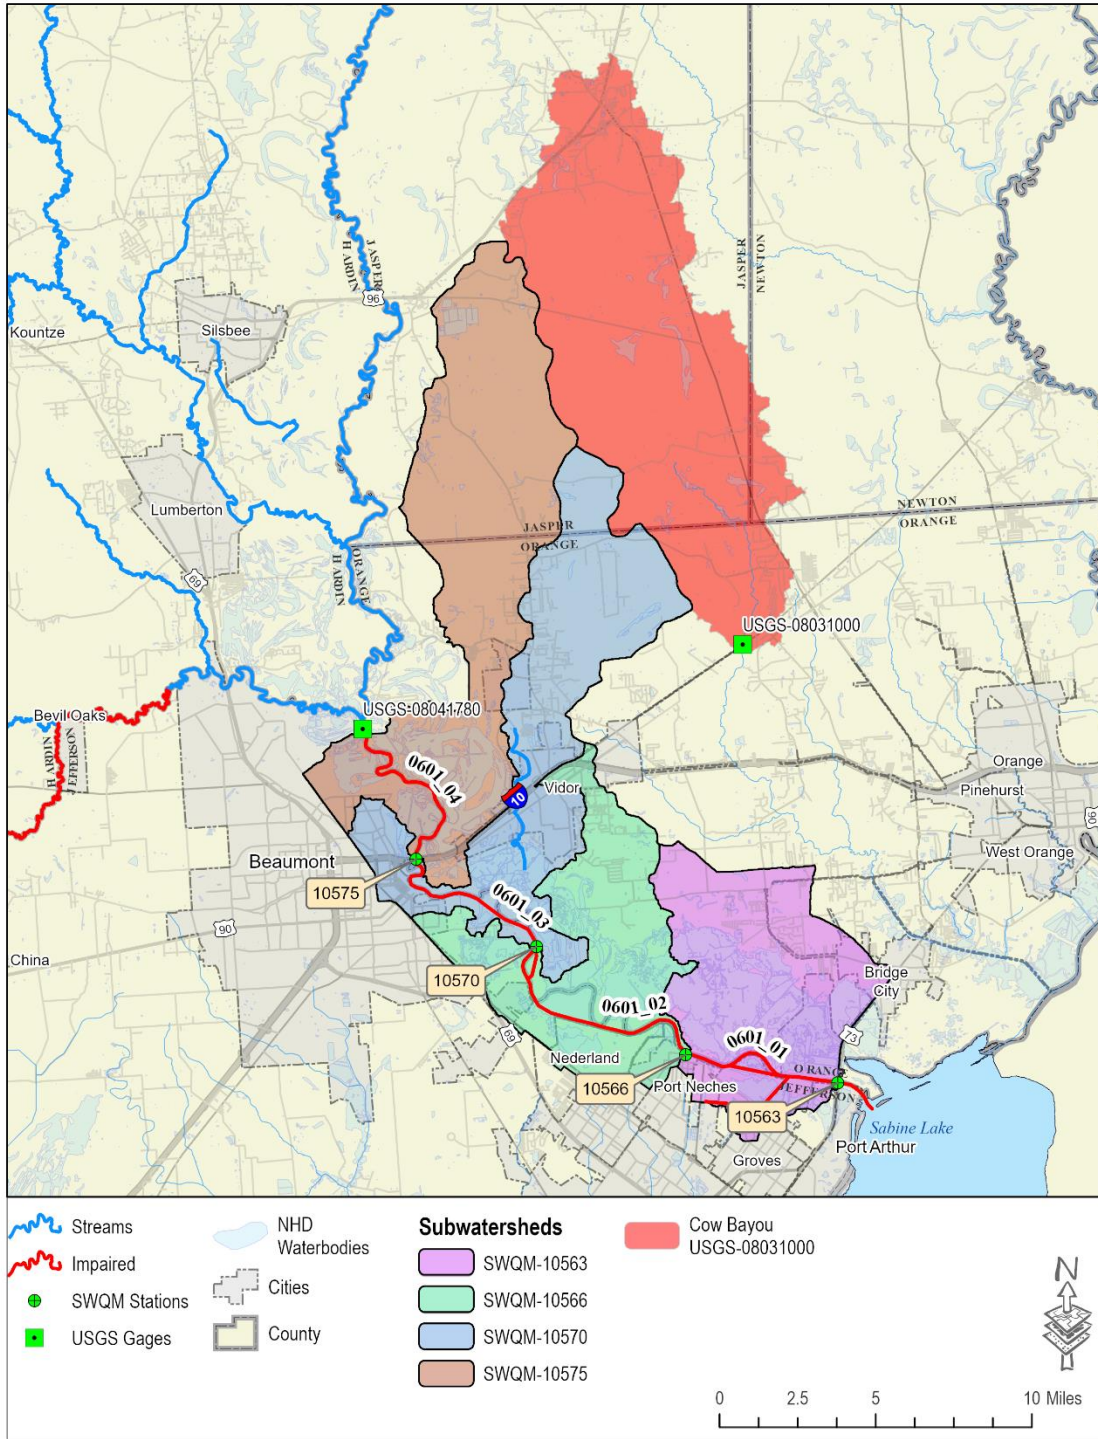 JASPER
HARDIN
96
JASPER
NEWTON
Kountze
Silsbee
Lumberton
NEWTON
ORANGE
JASPER
ORANGE
ORANGE
HARDIN
69
USGS-08031000
Bevil Oaks
USGS-08041780
HARDIN
JEFFERSON
0601_04
Orange
Vidor
Pinehurst
10
90
West Orange
Beaumont
10575
0601_03
90
China
10570
Bridge
City
0601_02
69
0601_01
73
Nederland
ORANG
10566
Port Neches
JEFFERSON
10563
Sabine Lake
Port Arthur
Groves
Streams
Impaired
SWQM Stations
USGS Gages
NHD
Waterbodies
Cities
County
Subwatersheds
SWQM-10563
SWQM-10566
SWQM-10570
SWQM-10575
Cow Bayou
USGS-08031000
N
0 2.5 5 10 Miles